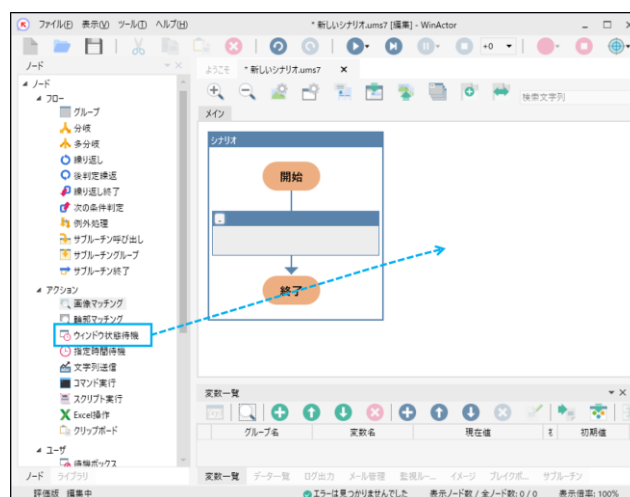 ファイル(F) 表示(V) ツール(T) ヘルプ(H)
* 新しいシナリオ.ums7 [編集] - WinActor
+0
ノード
ようこそ
* 新しいシナリオ.ums7
検索文字列
メイン
ノード
フロー
グループ
分岐
多分岐
繰り返し
後判定繰返
繰り返し終了
次の条件判定
例外処理
サブルーチン呼び出し
サブルーチングループ
サブルーチン終了
アクション
画像マッチング
輪郭マッチング
ウィンドウ状態待機
指定時間待機
文字列送信
コマンド実行
スクリプト実行
Excel操作
クリップボード
ユーザ
待機ボックス
シナリオ
開始
終了
変数一覧
グループ名 変数名 現在値 初期値
ノード ライブラリ
変数一覧 データ一覧 ログ出力 メール管理 監視ルー... イメージ ブレイクポ... サブルーチン
評価版 編集中
エラーは見つかりませんでした 表示ノード数 / 全ノード数: 0 / 0 表示倍率: 100%